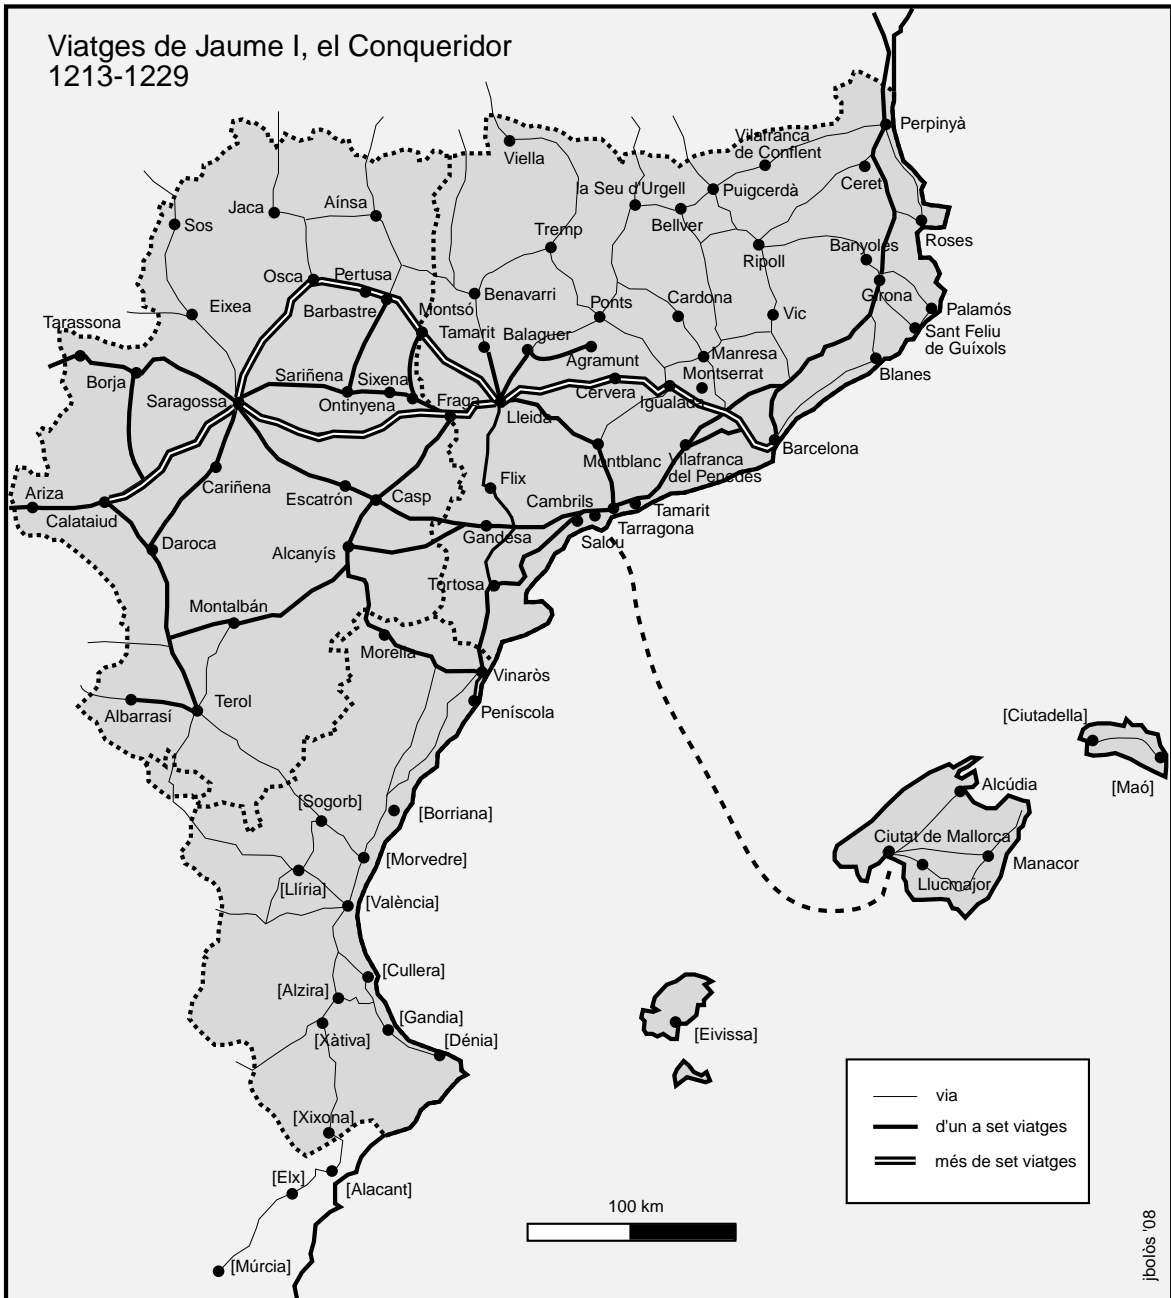 Viatges de Jaume I, el Conqueridor
1213-1229
Perpinyà
Vilafranca
de Conflent
Viella
Ceret
la Seu d'Urgell
Puigcerdà
Jaca
Aínsa
Sos
Bellver
Roses
Tremp
Banyoles
Ripoll
Osca
Pertusa
Benavarri
Girona
Eixea
Barbastre
Montsó
Ponts
Cardona
Vic
Palamós
Tarassona
Tamarit
Balaguer
Sant Feliu
de Guíxols
Agramunt
Manresa
Montserrat
Blanes
Borja
Sariñena
Sixena
Cervera
Saragossa
Ontinyena
Fraga
Lleida
Igualada
Barcelona
Montblanc
Vilafranca
del Penedès
Cariñena
Flix
Ariza
Escatrón
Casp
Cambrils
Tamarit
Calataiud
Tarragona
Gandesa
Salou
Daroca
Alcanyís
Tortosa
Montalbán
Morella
Vinaròs
Terol
Albarrasí
Peníscola
[Ciutadella]
[Maó]
Alcúdia
[Sogorb]
[Borriana]
Ciutat de Mallorca
[Morvedre]
Manacor
[Llíria]
Llucmajor
[València]
[Cullera]
[Alzira]
[Gandia]
[Eivissa]
[Xàtiva]
[Dénia]
via
[Xixona]
d'un a set viatges
més de set viatges
[Elx]
[Alacant]
100 km
[Múrcia]
jbolòs '08